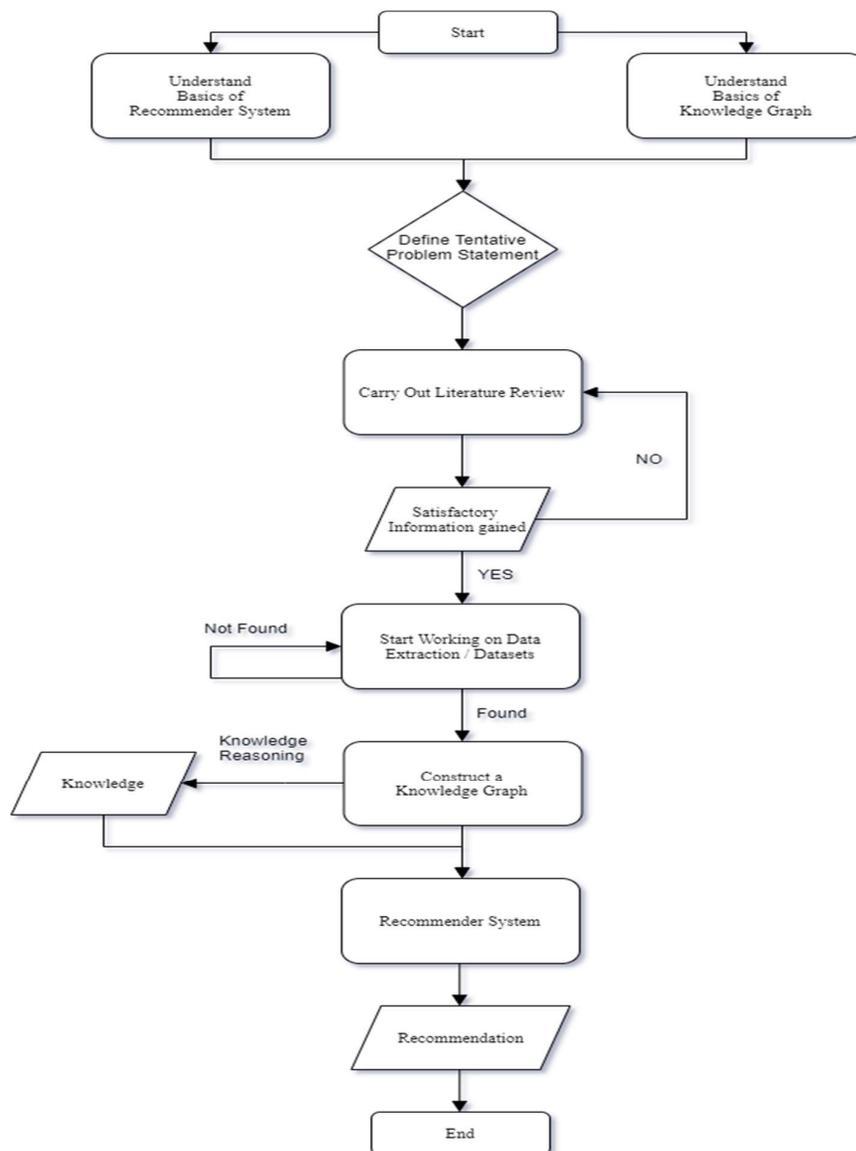 Start
Understand
Basics of
Recommender System
Understand
Basics of
Knowledge Graph
Define Tentative
Problem Statement
Carry Out Literature Review
NO
Satisfactory
Information gained
YES
Not Found
Start Working on Data
Extraction / Datasets
Found
Knowledge
Reasoning
Knowledge
Construct a
Knowledge Graph
Recommender System
Recommendation
End